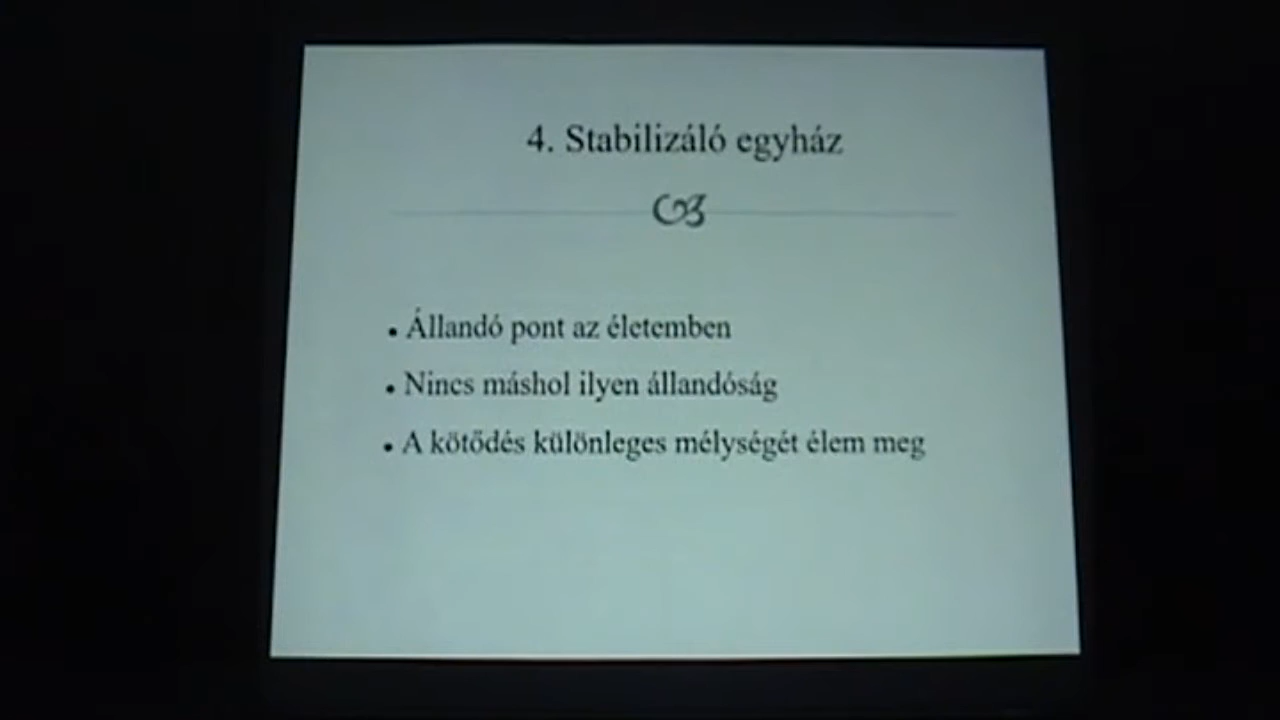 4. Stabilizáló egyház
• Állandó pont az életemben
• Nincs máshol ilyen állandóság
• A kötődés különleges mélységét élem meg